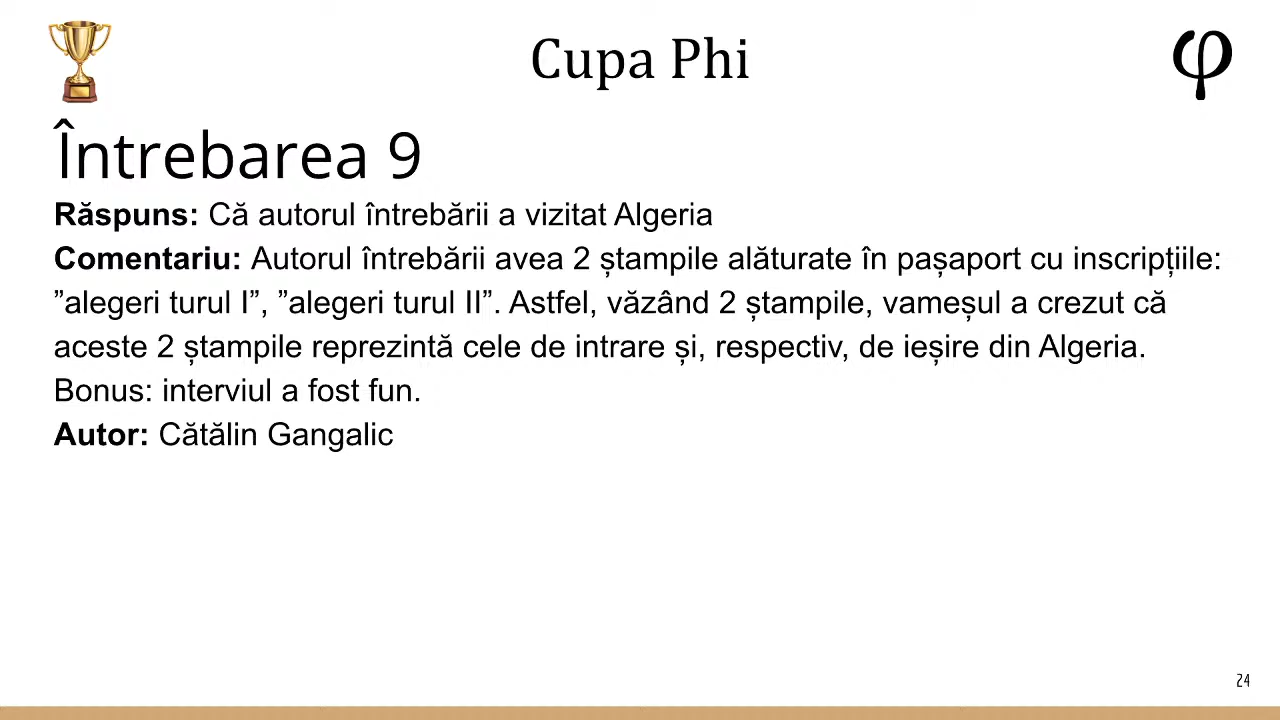 Cupa Phi
φ
Întrebarea 9
Răspuns: Că autorul întrebării a vizitat Algeria
Comentariu: Autorul întrebării avea 2 ștampile alăturate în pașaport cu inscripțiile:
”alegeri turul I”, ”alegeri turul II”. Astfel, văzând 2 ștampile, vameșul a crezut că
aceste 2 ștampile reprezintă cele de intrare și, respectiv, de ieșire din Algeria.
Bonus: interviul a fost fun.
Autor: Cătălin Gangalic
24